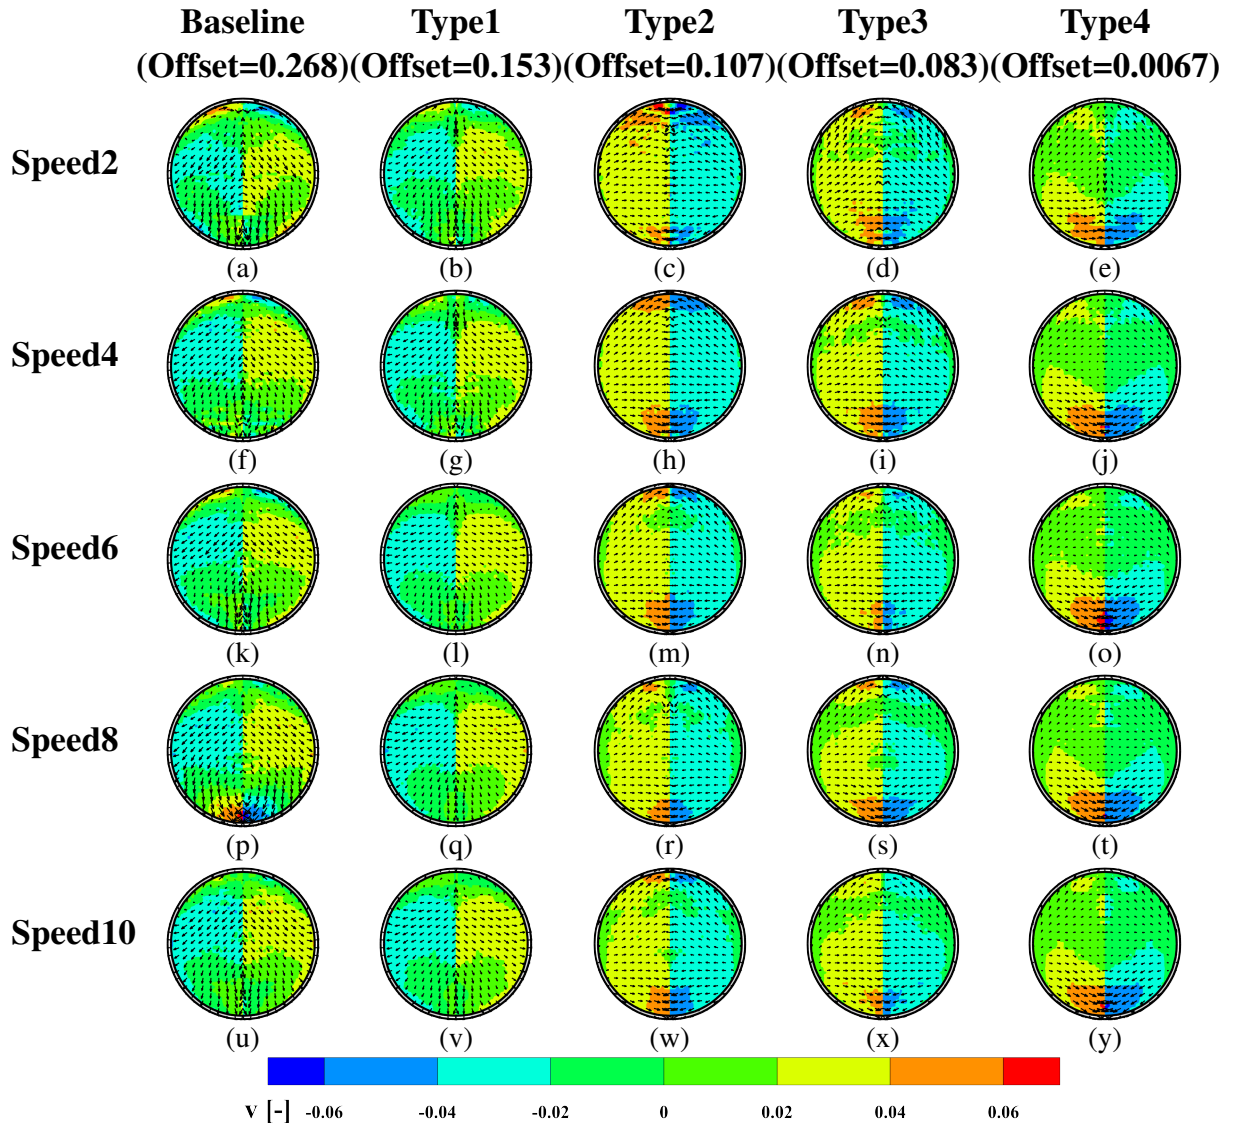 Baseline Type1 Type2 Type3 Type4
(Offset=0.268)(Offset=0.153)(Offset=0.107)(Offset=0.083)(Offset=0.0067)
Speed2
(a) (b) (c) (d) (e)
Speed4
(f) (g) (h) (i) (j)
Speed6
(k) (l) (m) (n) (o)
Speed8
(p) (q) (r) (s) (t)
Speed10
(u) (v) (w) (x) (y)
V [-] -0.06 -0.04 -0.02 0 0.02 0.04 0.06